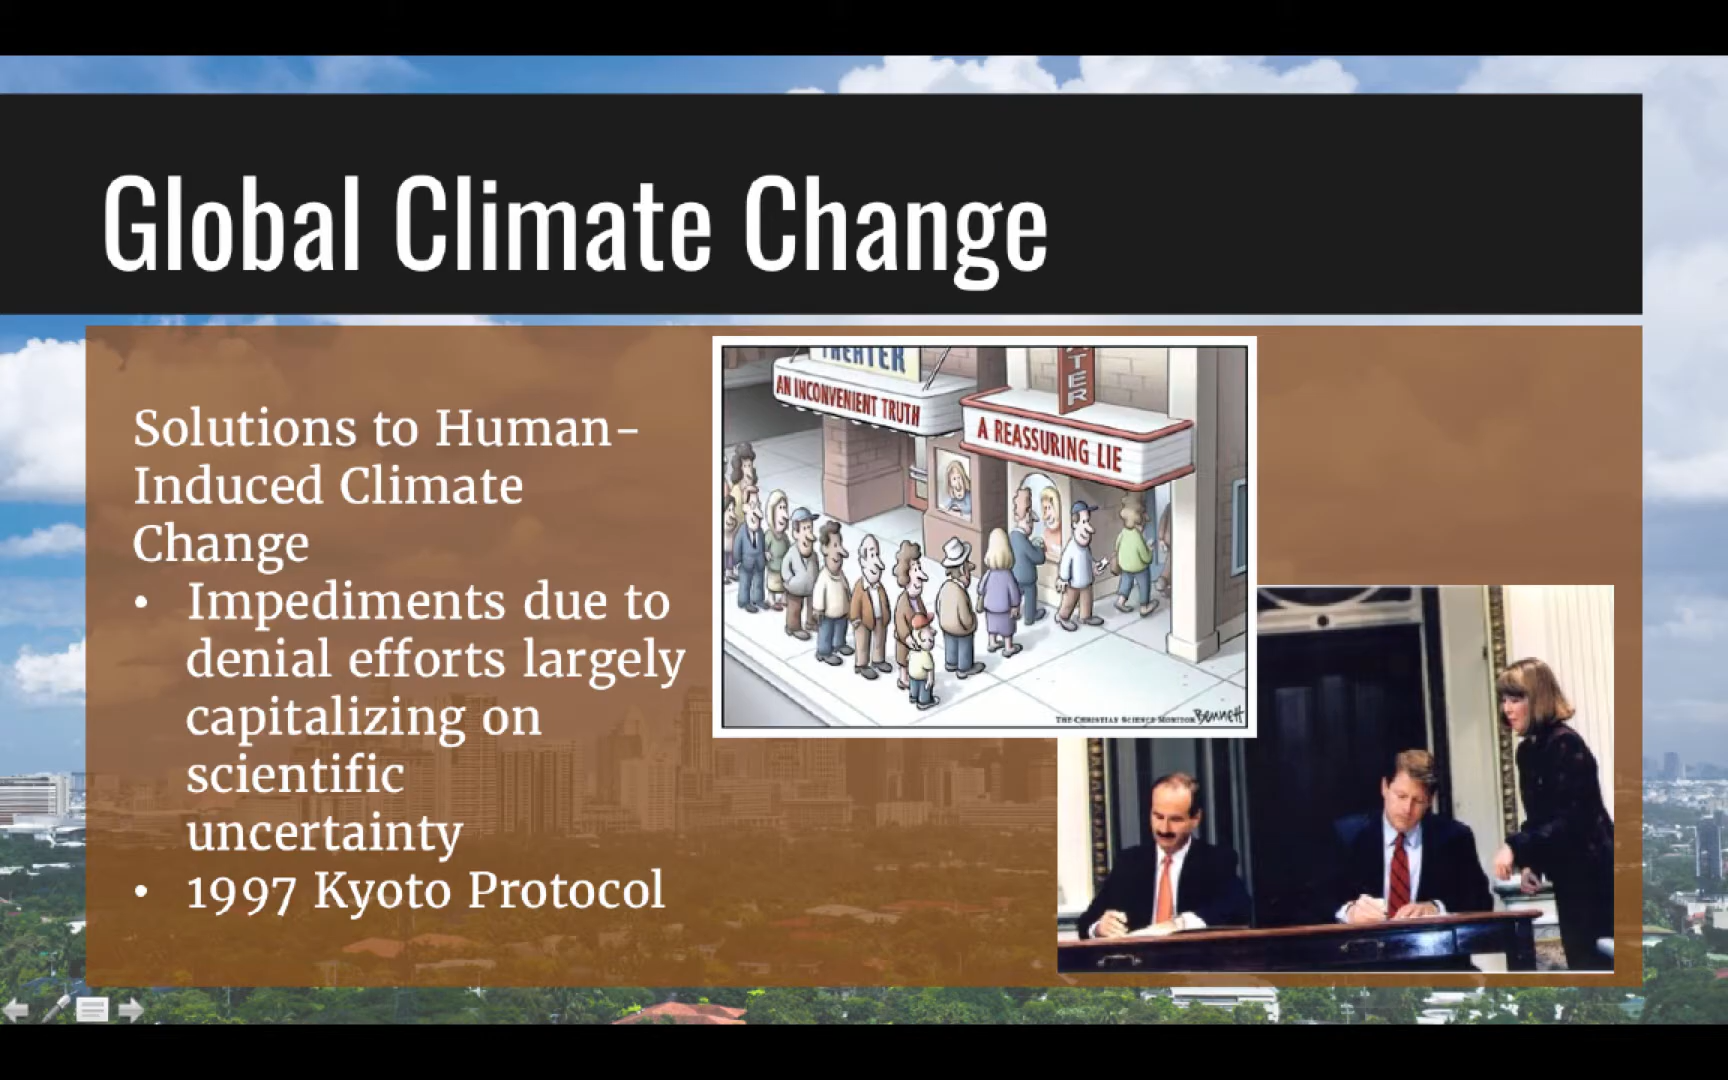 Global Climate Change
Solutions to Human-
Induced Climate
Change
• Impediments due to
denial efforts largely
capitalizing on
scientific
uncertainty
• 1997 Kyoto Protocol
THEATER
AN INCONVENIENT TRUTH
ATER
A REASSURING LIE
THE CHRISTIAN SCIENCE MONITOR Bennett